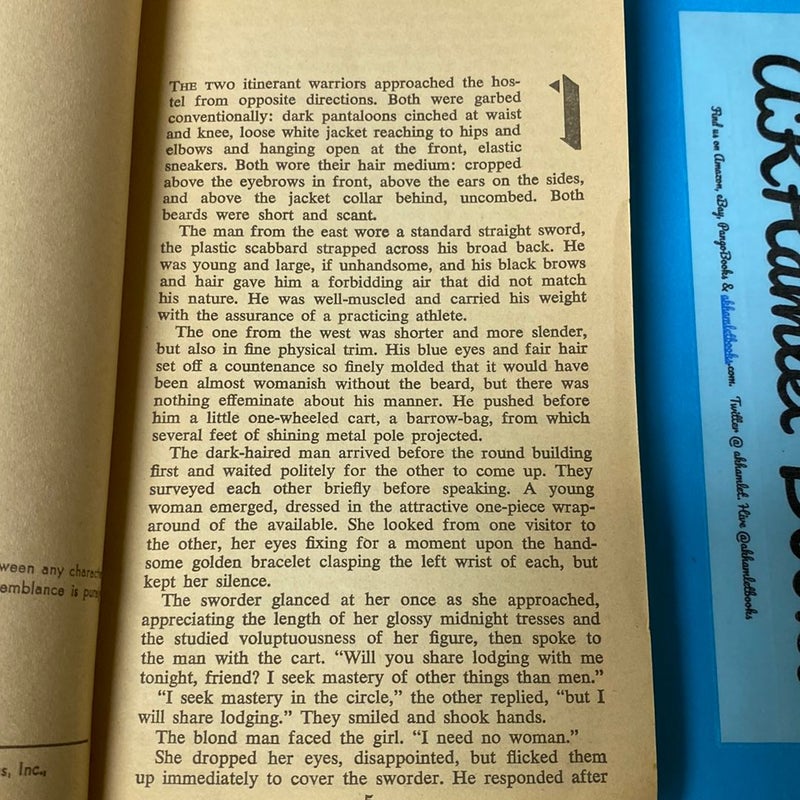 THE TWO itinerant warriors approached the hos-
tel from opposite directions. Both were garbed
conventionally: dark pantaloons cinched at waist
and knee, loose white jacket reaching to hips and
elbows and hanging open at the front, elastic
sneakers. Both wore their hair medium: cropped
above the eyebrows in front, above the ears on the sides,
and above the jacket collar behind, uncombed. Both
beards were short and scant.
1
The man from the east wore a standard straight sword,
the plastic scabbard strapped across his broad back. He
was young and large, if unhandsome, and his black brows
and hair gave him a forbidding air that did not match
his nature. He was well-muscled and carried his weight
with the assurance of a practicing athlete.
The one from the west was shorter and more slender,
but also in fine physical trim. His blue eyes and fair hair
set off a countenance so finely molded that it would have
been almost womanish without the beard, but there was
nothing effeminate about his manner. He pushed before
him a little one-wheeled cart, a barrow-bag, from which
several feet of shining metal pole projected.
The dark-haired man arrived before the round building
first and waited politely for the other to come up. They
surveyed each other briefly before speaking. A young
woman emerged, dressed in the attractive one-piece wrap-
around of the available. She looked from one visitor to
the other, her eyes fixing for a moment upon the hand-
some golden bracelet clasping the left wrist of each, but
kept her silence.
The sworder glanced at her once as she approached,
appreciating the length of her glossy midnight tresses and
the studied voluptuousness of her figure, then spoke to
the man with the cart. “Will you share lodging with me
tonight, friend? I seek mastery of other things than men.”
“I seek mastery in the circle,” the other replied, “but I
will share lodging.” They smiled and shook hands.
The blond man faced the girl. “I need no woman.”
She dropped her eyes, disappointed, but flicked them
up immediately to cover the sworder. He responded after
ween any
emblance is
s, Inc.,
A.K. Hamlet
Find us on Amazon, eBay, PangoBooks & akhamletbooks.com. Twitter @ akhamlet. Hive @akhamletbooks